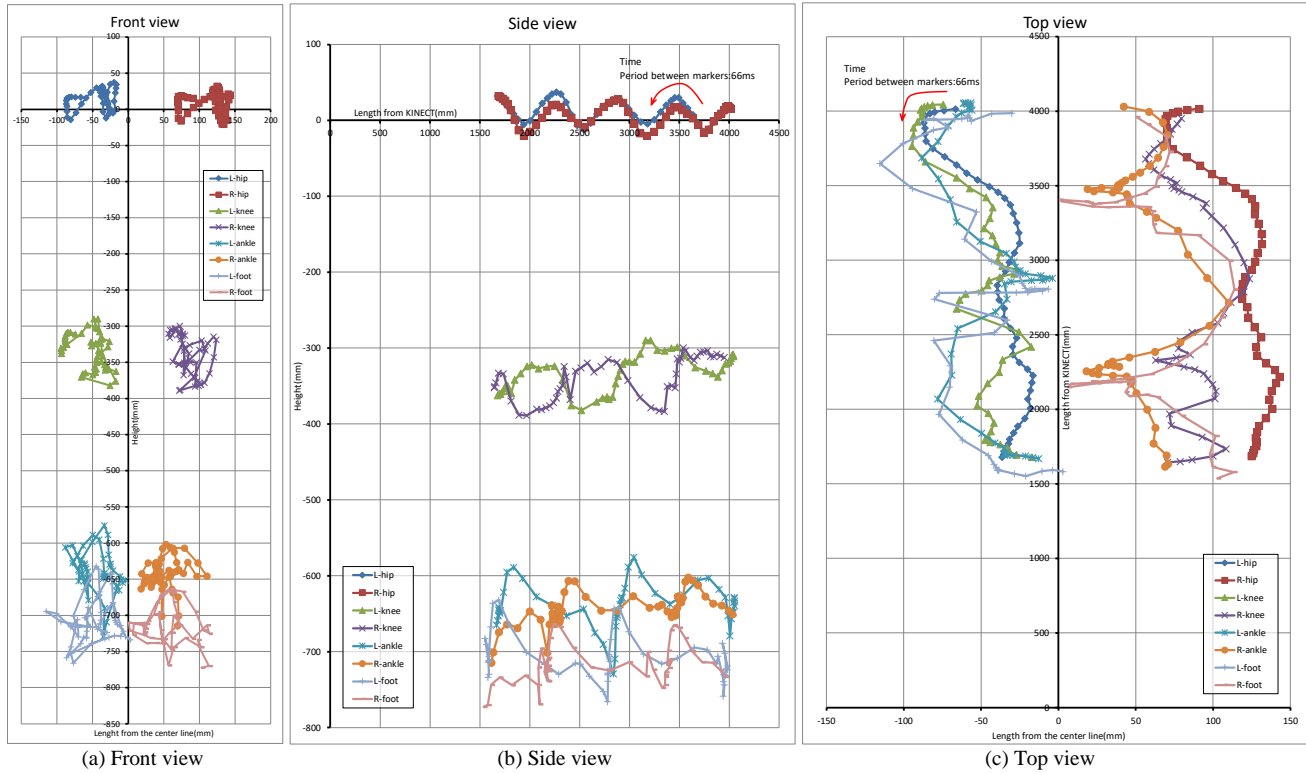 Front view
100
50
0
-150
-100
-50
0
50
100
150
200
-50
-100
-150
-200
-250
-300
-350
-400
-450
-500
-550
-600
-650
-700
-750
-800
-850
Height(mm)
L-hip
R-hip
L-knee
R-knee
L-ankle
R-ankle
L-foot
R-foot
Lenght from the center line(mm)
(a) Front view
Side view
Time
Period between markers:66ms
Length from KINECT(mm)
100
0
-100
-200
-300
-400
-500
-600
-700
-800
0
500
1000
1500
2000
2500
3000
3500
4000
4500
Height(mm)
L-hip
R-hip
L-knee
R-knee
L-ankle
R-ankle
L-foot
R-foot
(b) Side view
Top view
Time
Period between markers:66ms
4500
4000
3500
3000
2500
2000
1500
1000
500
0
Length from KINECT(mm)
L-hip
R-hip
L-knee
R-knee
L-ankle
R-ankle
L-foot
R-foot
-150
-100
-50
0
50
100
150
Length from the center line(mm)
(c) Top view